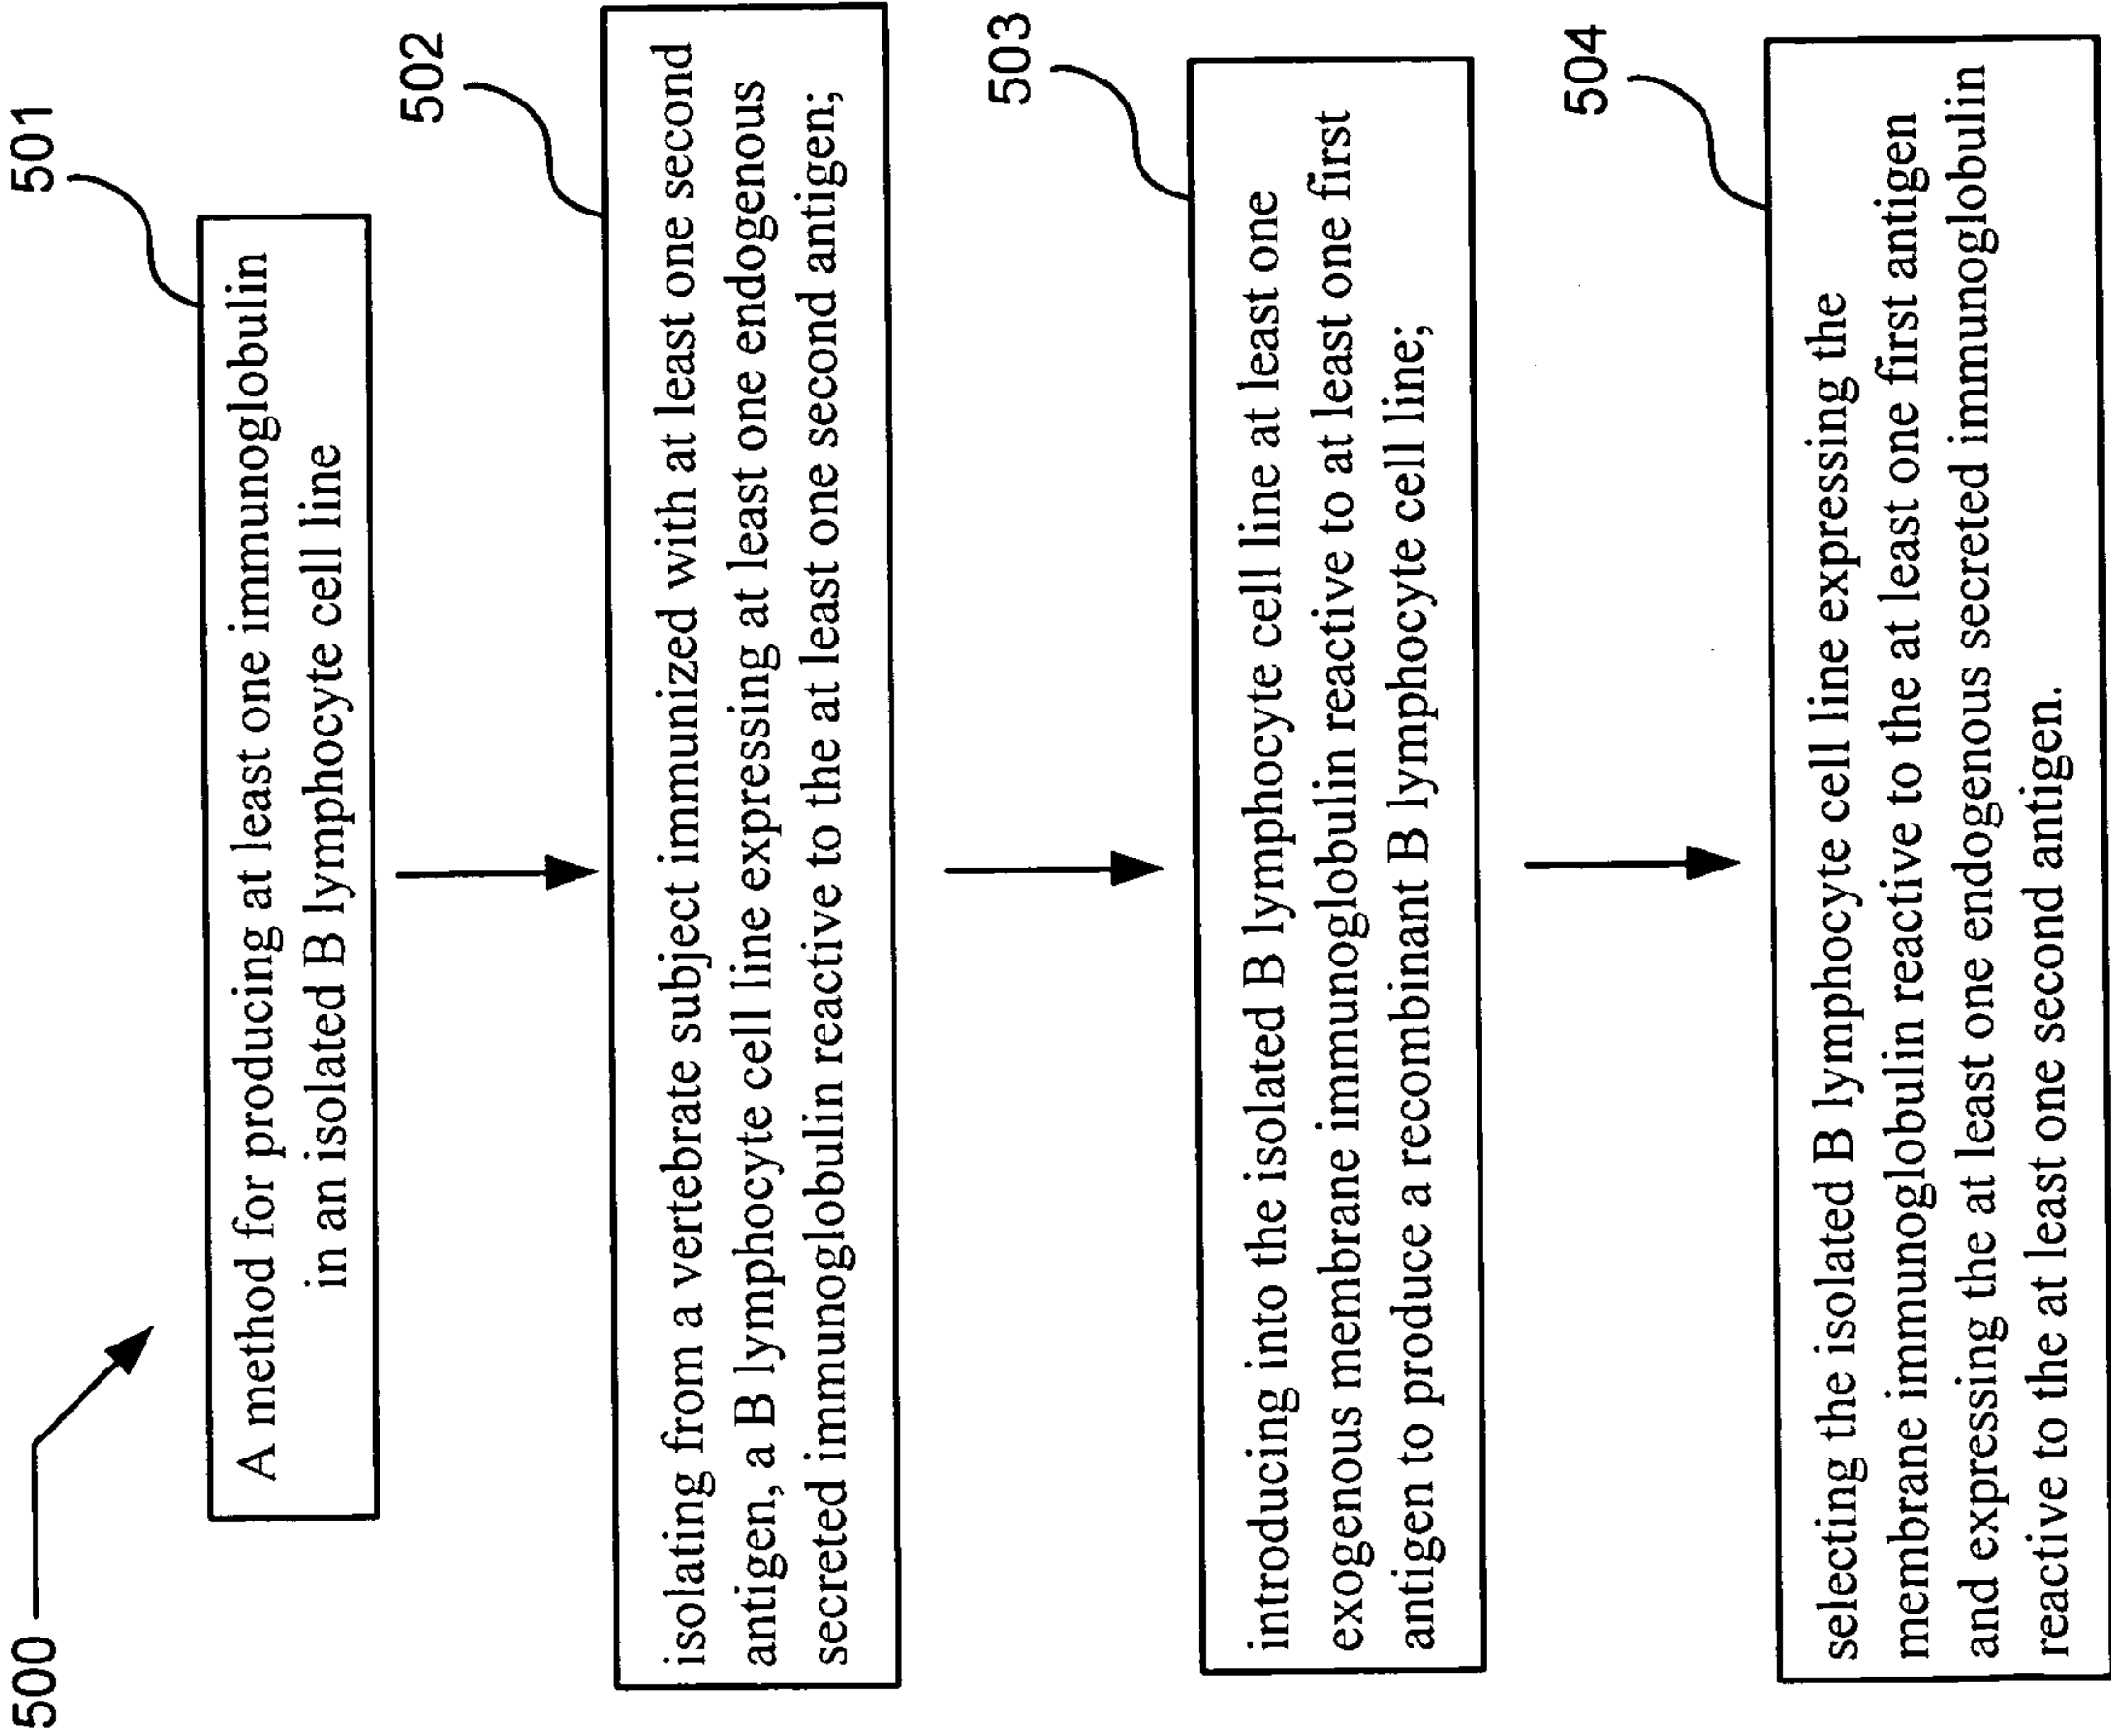 500
501
A method for producing at least one immunoglobulin
in an isolated B lymphocyte cell line
502
isolating from a vertebrate subject immunized with at least one second
antigen, a B lymphocyte cell line expressing at least one endogenous
secreted immunoglobulin reactive to the at least one second antigen;
503
introducing into the isolated B lymphocyte cell line at least one
exogenous membrane immunoglobulin reactive to at least one first
antigen to produce a recombinant B lymphocyte cell line;
504
selecting the isolated B lymphocyte cell line expressing the
membrane immunoglobulin reactive to the at least one first antigen
and expressing the at least one endogenous secreted immunoglobulin
reactive to the at least one second antigen.